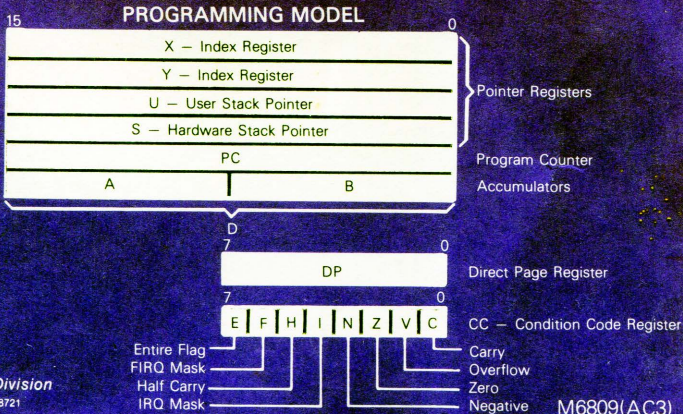 PROGRAMMING MODEL
15 0
X — Index Register
Y — Index Register
U — User Stack Pointer
S — Hardware Stack Pointer
Pointer Registers
PC
Program Counter
A B
Accumulators
D
7 0
DP
Direct Page Register
7 0
E F H I N Z V C
CC — Condition Code Register
Entire Flag
FIRQ Mask
Half Carry
IRQ Mask
Carry
Overflow
Zero
Negative
Division
8721
M6809(AC3)